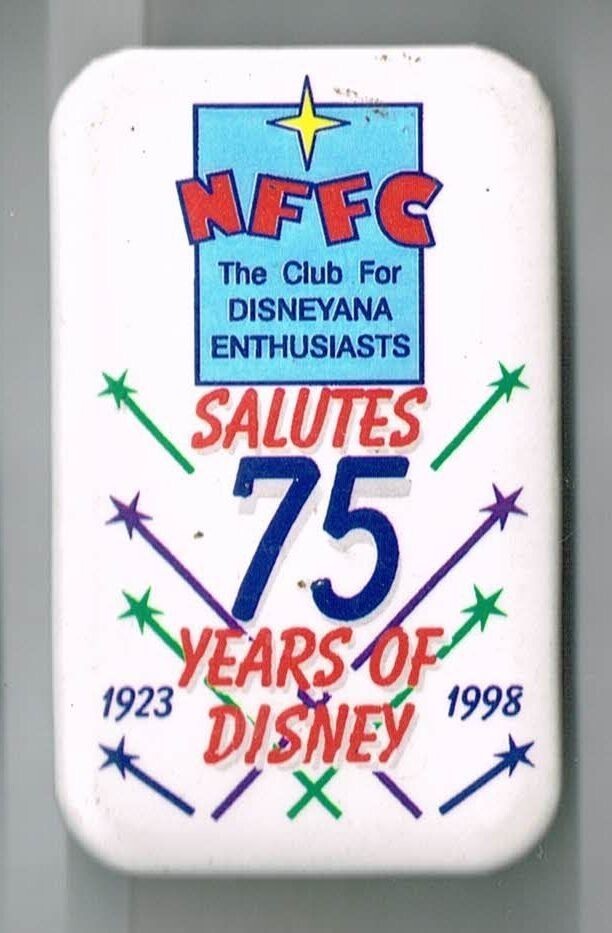 NFFC
The Club For
DISNEYANA
ENTHUSIASTS
SALUTES
75
YEARS OF
1923 1998
DISNEY